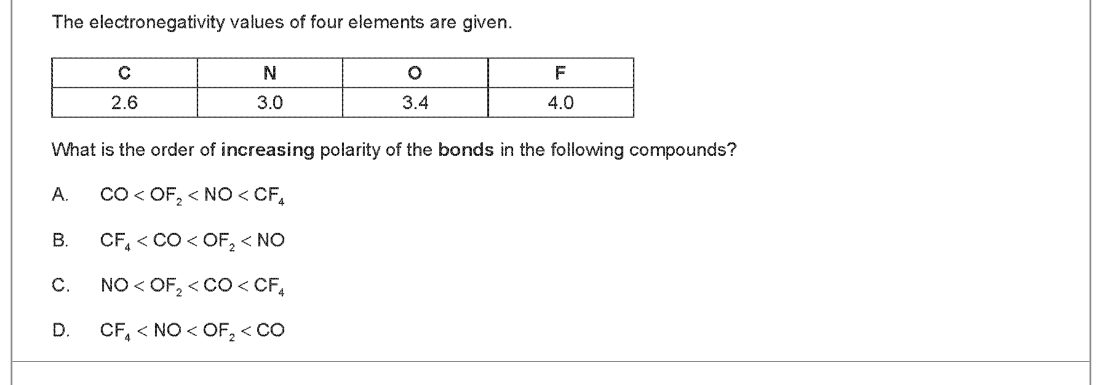 The electronegativity values of four elements are given.
C N O F
2.6 3.0 3.4 4.0
What is the order of increasing polarity of the bonds in the following compounds?
A. CO < OF₂ < NO < CF₄
B. CF₄ < CO < OF₂ < NO
C. NO < OF₂ < CO < CF₄
D. CF₄ < NO < OF₂ < CO